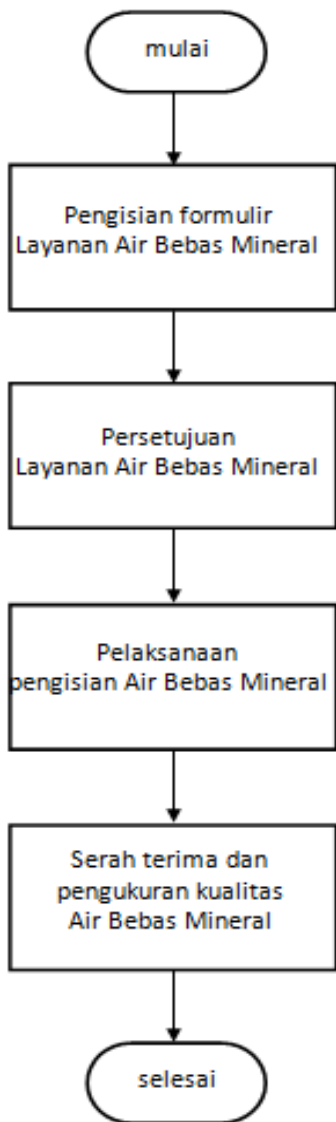 mulai
Pengisian formulir
Layanan Air Bebas Mineral
Persetujuan
Layanan Air Bebas Mineral
Pelaksanaan
pengisian Air Bebas Mineral
Serah terima dan
pengukuran kualitas
Air Bebas Mineral
selesai